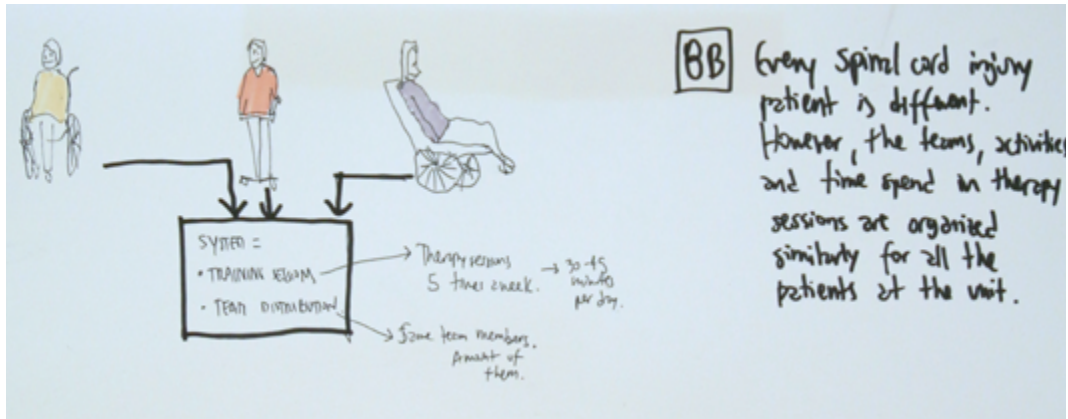 BB
Every spinal cord injury
patient is different.
However, the teams, activities
and time spend in therapy
sessions are organized
similarly for all the
patients at the unit.
SYSTEM =
• TRAINING
• TEAM DISTRIBUTION
Therapy sessions
5 times a week.
30-45
minutes
per day.
Same team members.
Amount of
them.